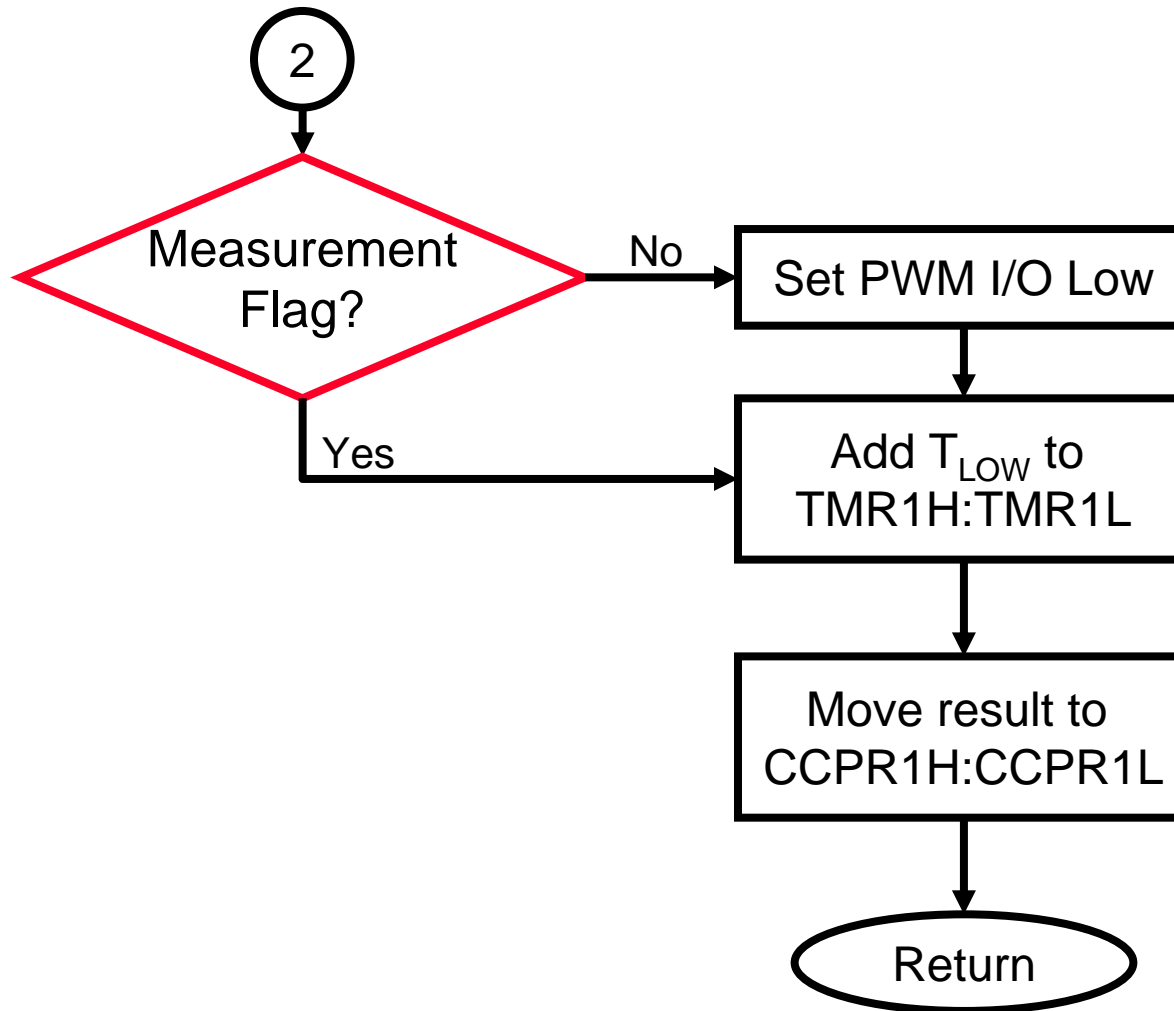 2
Measurement
Flag?
No
Set PWM I/O Low
Yes
Add TLOW to
TMR1H:TMR1L
Move result to
CCPR1H:CCPR1L
Return